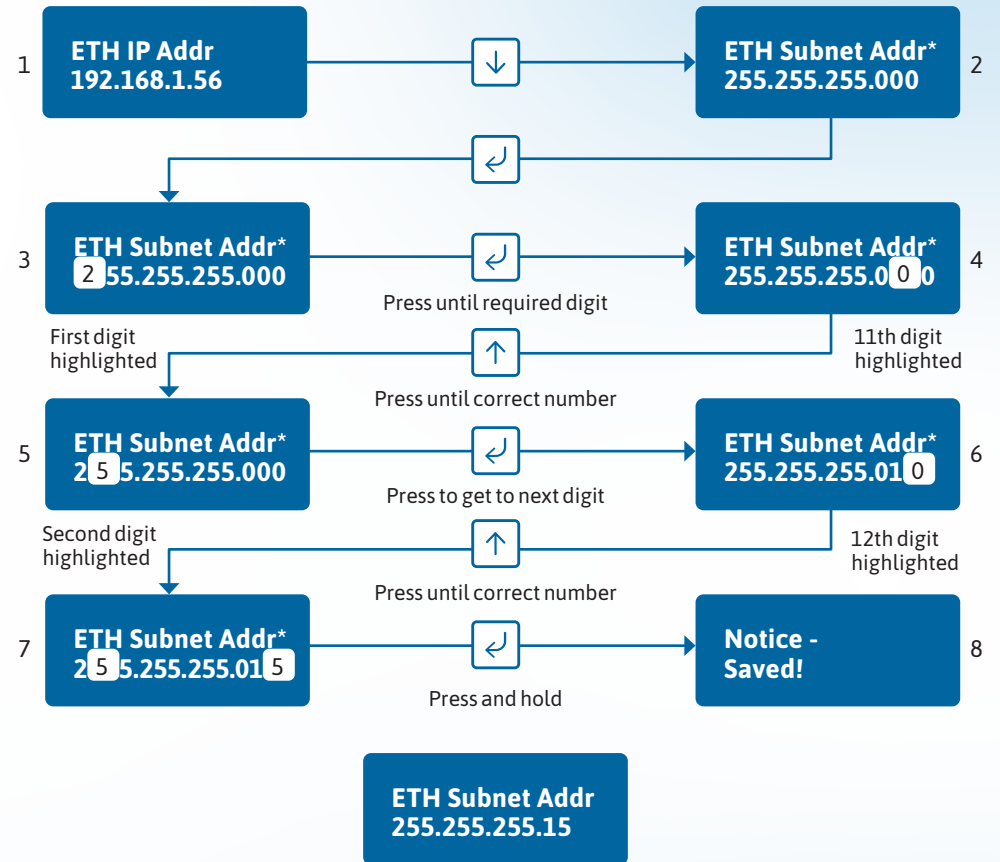 1
ETH IP Addr
192.168.1.56
ETH Subnet Addr*
255.255.255.000
2
3
ETH Subnet Addr*
255.255.255.000
First digit
highlighted
Press until required digit
ETH Subnet Addr*
255.255.255.000
4
11th digit
highlighted
Press until correct number
5
ETH Subnet Addr*
255.255.255.000
Second digit
highlighted
Press to get to next digit
ETH Subnet Addr*
255.255.255.010
6
12th digit
highlighted
Press until correct number
7
ETH Subnet Addr*
255.255.255.015
Press and hold
Notice -
Saved!
8
ETH Subnet Addr
255.255.255.15